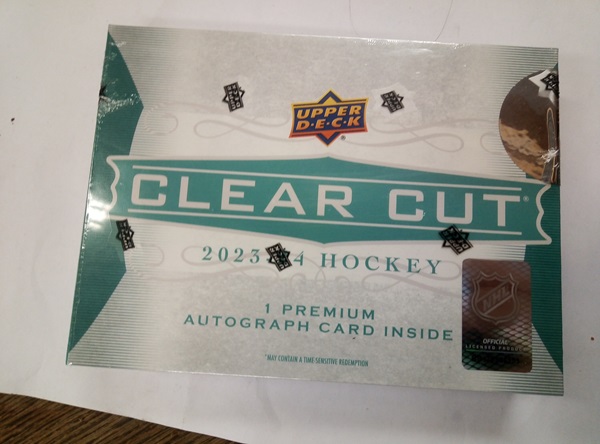 UPPER
D·E·C·K
CLEAR CUT®
2023 4 HOCKEY
1 PREMIUM
AUTOGRAPH CARD INSIDE
NHL
OFFICIAL
LICENSED PRODUCT
*MAY CONTAIN A TIME SENSITIVE REDEMPTION